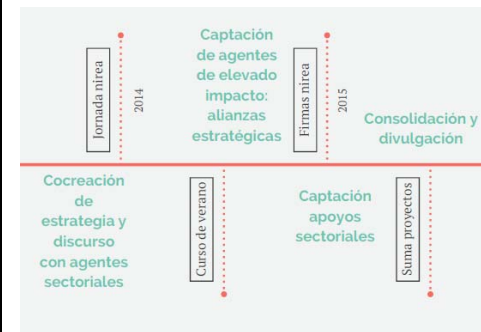 Jornada nirea
2014
Captación
de agentes
de elevado
impacto:
alianzas
estratégicas
Firmas nirea
2015
Consolidación y
divulgación
Cocreación
de
estrategia y
discurso
con agentes
sectoriales
Curso de verano
Captación
apoyos
sectoriales
Suma proyectos